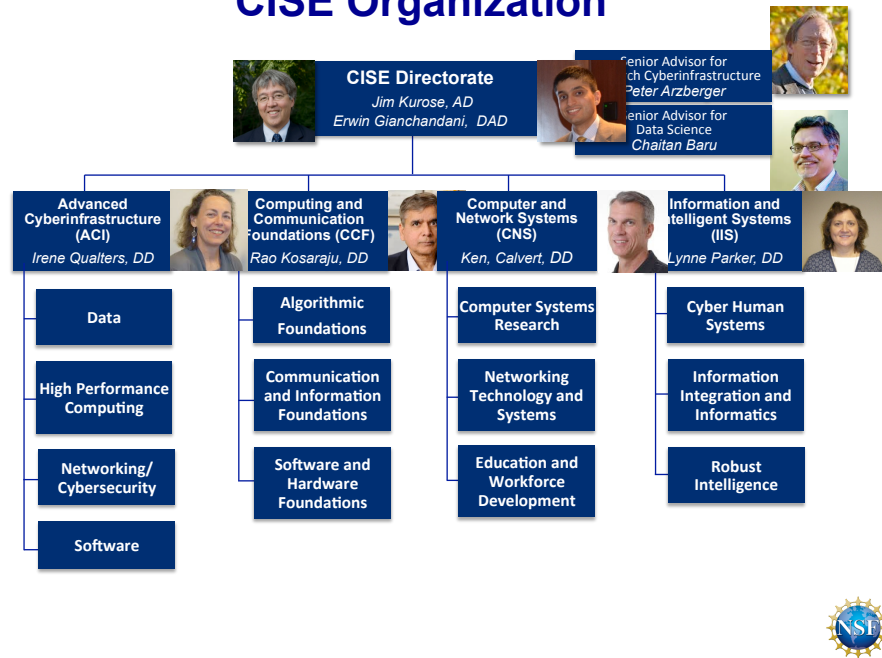 CISE Organization
CISE Directorate
Jim Kurose, AD
Erwin Gianchandani, DAD
Senior Advisor for
rch Cyberinfrastructure
Peter Arzberger
Senior Advisor for
Data Science
Chaitan Baru
Advanced
Cyberinfrastructure
(ACI)
Irene Qualters, DD
Computing and
Communication
Foundations (CCF)
Rao Kosaraju, DD
Computer and
Network Systems
(CNS)
Ken, Calvert, DD
Information and
ntelligent Systems
(IIS)
Lynne Parker, DD
Data
High Performance
Computing
Networking/
Cybersecurity
Software
Algorithmic
Foundations
Communication
and Information
Foundations
Software and
Hardware
Foundations
Computer Systems
Research
Networking
Technology and
Systems
Education and
Workforce
Development
Cyber Human
Systems
Information
Integration and
Informatics
Robust
Intelligence
NSF